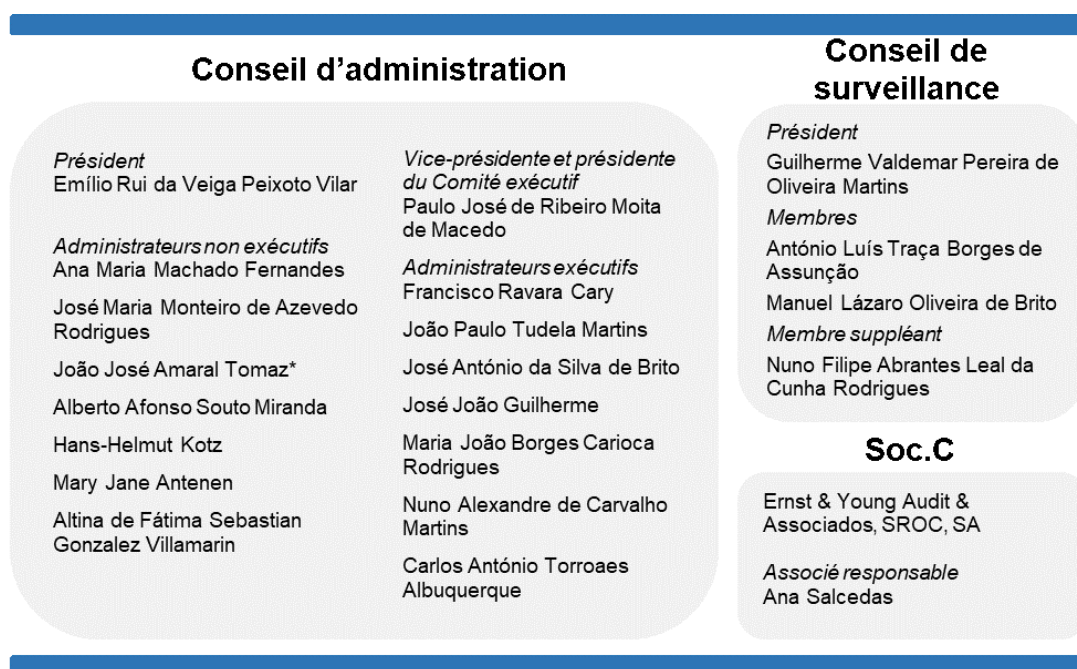 Conseil d’administration
Président
Emílio Rui da Veiga Peixoto Vilar
Administrateurs non exécutifs
Ana Maria Machado Fernandes
José Maria Monteiro de Azevedo
Rodrigues
João José Amaral Tomaz*
Alberto Afonso Souto Miranda
Hans-Helmut Kotz
Mary Jane Antenen
Altina de Fátima Sebastian
Gonzalez Villamarin
Vice-présidente et présidente
du Comité exécutif
Paulo José de Ribeiro Moita
de Macedo
Administrateurs exécutifs
Francisco Ravara Cary
João Paulo Tudela Martins
José António da Silva de Brito
José João Guilherme
Maria João Borges Carioca
Rodrigues
Nuno Alexandre de Carvalho
Martins
Carlos António Torroaes
Albuquerque
Conseil de
surveillance
Président
Guilherme Valdemar Pereira de
Oliveira Martins
Membres
António Luís Traça Borges de
Assunção
Manuel Lázaro Oliveira de Brito
Membre suppléant
Nuno Filipe Abrantes Leal da
Cunha Rodrigues
Soc.C
Ernst & Young Audit &
Associados, SROC, SA
Associé responsable
Ana Salcedas